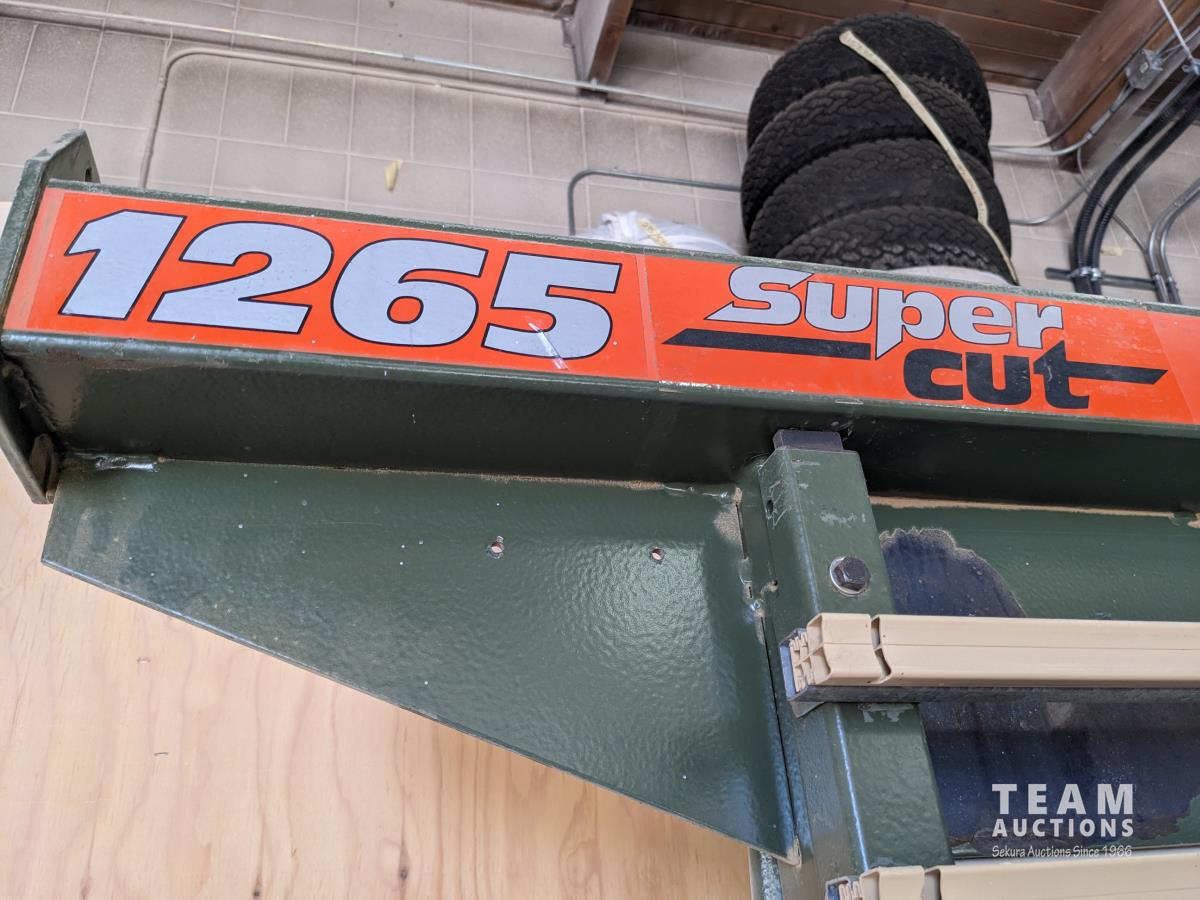 1265
Super
cut
TEAM
AUCTIONS
Sekura Auctions Since 1966